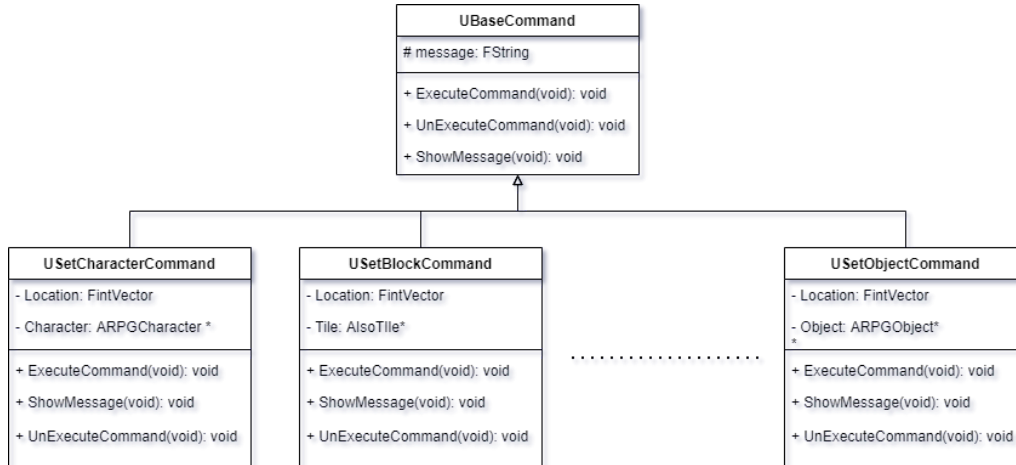 UBaseCommand
# message: FString
+ ExecuteCommand(void): void
+ UnExecuteCommand(void): void
+ ShowMessage(void): void
USetCharacterCommand
- Location: FintVector
- Character: ARPGCharacter *
+ ExecuteCommand(void): void
+ ShowMessage(void): void
+ UnExecuteCommand(void): void
USetBlockCommand
- Location: FintVector
- Tile: AIsoTIle*
+ ExecuteCommand(void): void
+ ShowMessage(void): void
+ UnExecuteCommand(void): void
USetObjectCommand
- Location: FintVector
- Object: ARPGObject*
*
+ ExecuteCommand(void): void
+ ShowMessage(void): void
+ UnExecuteCommand(void): void